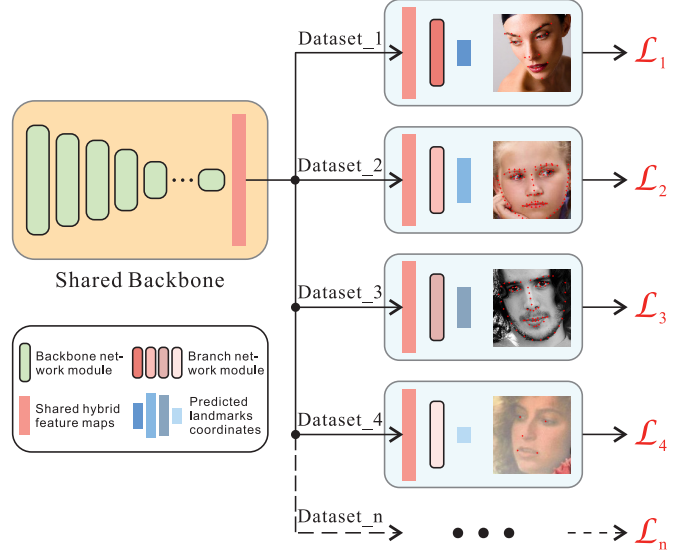 Dataset_1
ℒ1
Dataset_2
ℒ2
Shared Backbone
Dataset_3
ℒ3
Backbone net-
work module
Branch net-
work module
Shared hybrid
feature maps
Predicted
landmarks
coordinates
Dataset_4
ℒ4
Dataset_n
ℒn